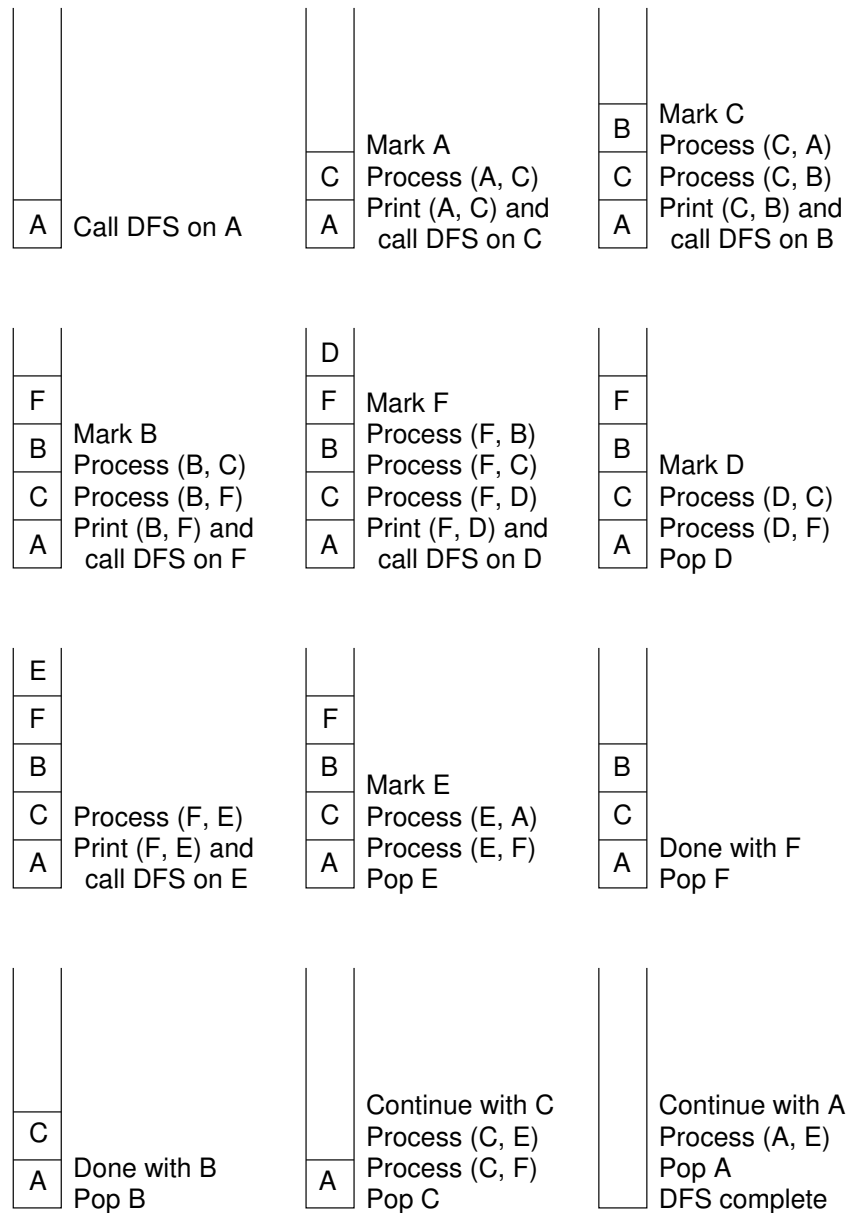 A
Call DFS on A
C
A
Mark A
Process (A, C)
Print (A, C) and
call DFS on C
B
C
A
Mark C
Process (C, A)
Process (C, B)
Print (C, B) and
call DFS on B
F
B
C
A
Mark B
Process (B, C)
Process (B, F)
Print (B, F) and
call DFS on F
D
F
B
C
A
Mark F
Process (F, B)
Process (F, C)
Process (F, D)
Print (F, D) and
call DFS on D
F
B
C
A
Mark D
Process (D, C)
Process (D, F)
Pop D
E
F
B
C
A
Process (F, E)
Print (F, E) and
call DFS on E
F
B
C
A
Mark E
Process (E, A)
Process (E, F)
Pop E
B
C
A
Done with F
Pop F
C
A
Done with B
Pop B
A
Continue with C
Process (C, E)
Process (C, F)
Pop C
Continue with A
Process (A, E)
Pop A
DFS complete